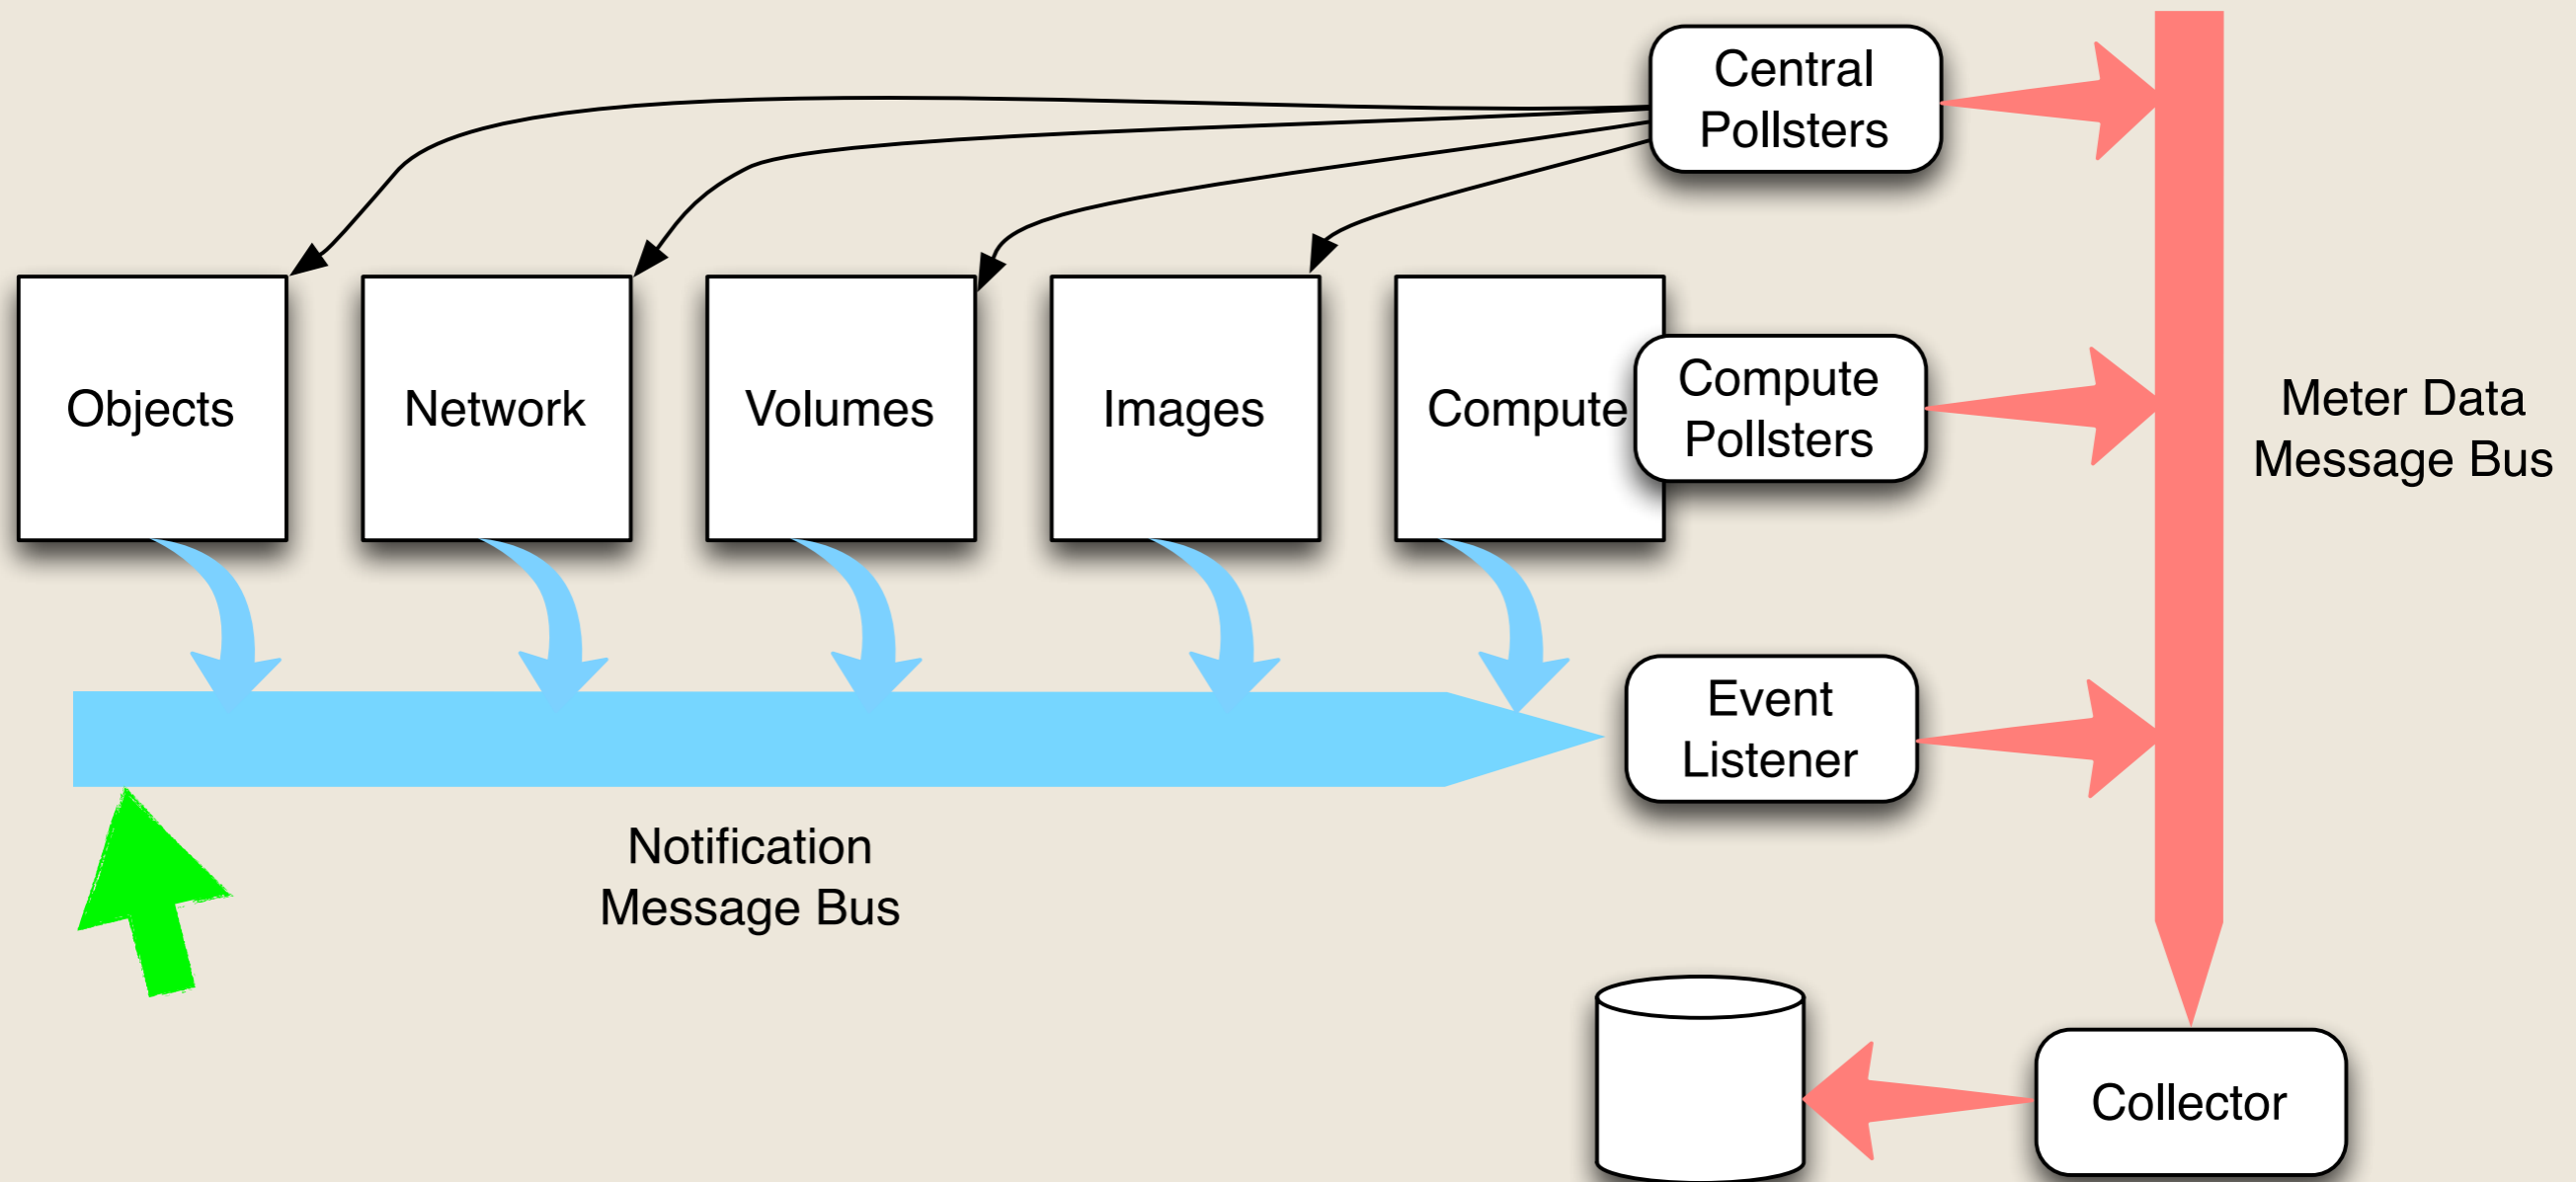 Central
Pollsters
Objects
Network
Volumes
Images
Compute
Compute
Pollsters
Meter Data
Message Bus
Event
Listener
Notification
Message Bus
Collector